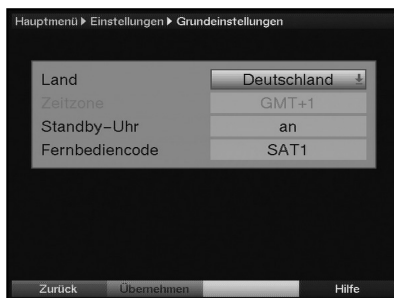 Hauptmenü ▶ Einstellungen ▶ Grundeinstellungen
Land Deutschland
Zeitzone GMT+1
Standby-Uhr an
Fernbediencode SAT1
Zurück Übernehmen Hilfe